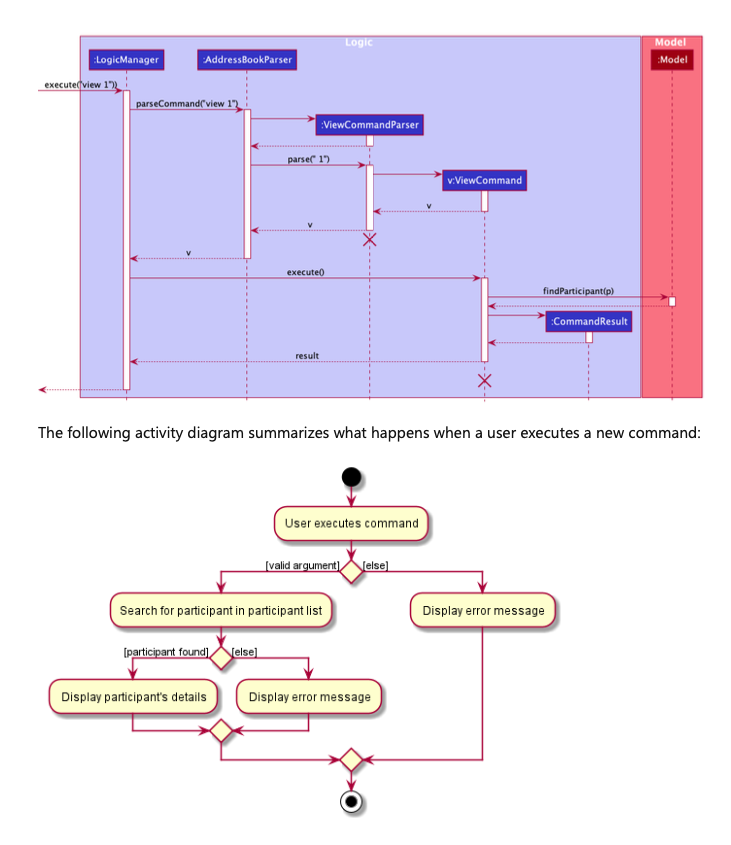 Logic
Model
:LogicManager
:AddressBookParser
:Model
execute("view 1"))
parseCommand("view 1")
:ViewCommandParser
parse(" 1")
v:ViewCommand
v
v
v
execute()
findParticipant(p)
:CommandResult
result
The following activity diagram summarizes what happens when a user executes a new command:
User executes command
[valid argument]
[else]
Search for participant in participant list
Display error message
[participant found]
[else]
Display participant's details
Display error message